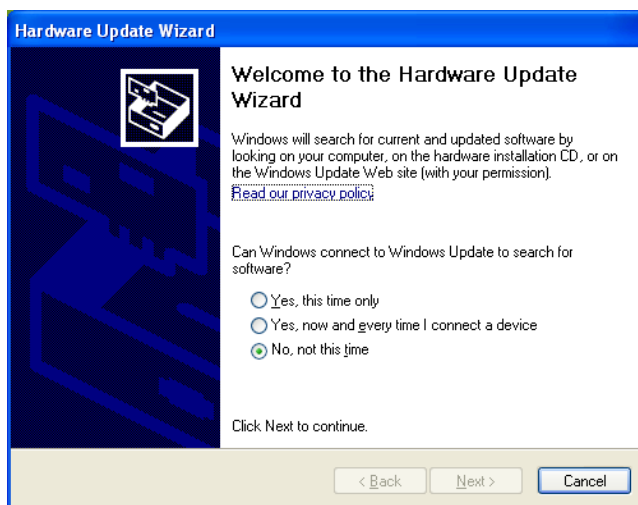 Hardware Update Wizard
Welcome to the Hardware Update
Wizard
Windows will search for current and updated software by
looking on your computer, on the hardware installation CD, or on
the Windows Update Web site (with your permission).
Read our privacy policy
Can Windows connect to Windows Update to search for
software?
Yes, this time only
Yes, now and every time I connect a device
No, not this time
Click Next to continue.
< Back Next > Cancel